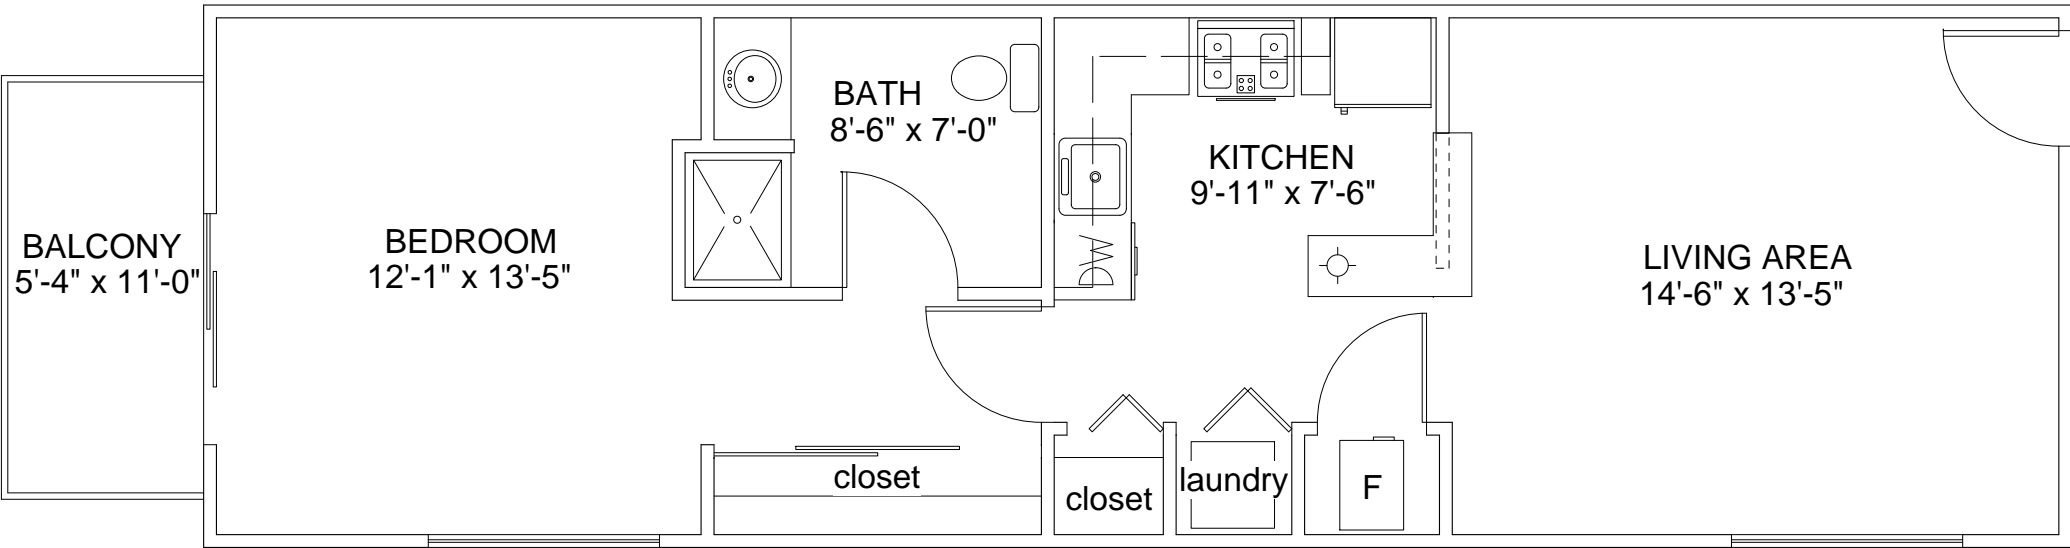 BALCONY
5'-4" x 11'-0"
BEDROOM
12'-1" x 13'-5"
BATH
8'-6" x 7'-0"
KITCHEN
9'-11" x 7'-6"
LIVING AREA
14'-6" x 13'-5"
closet
closet
laundry
F